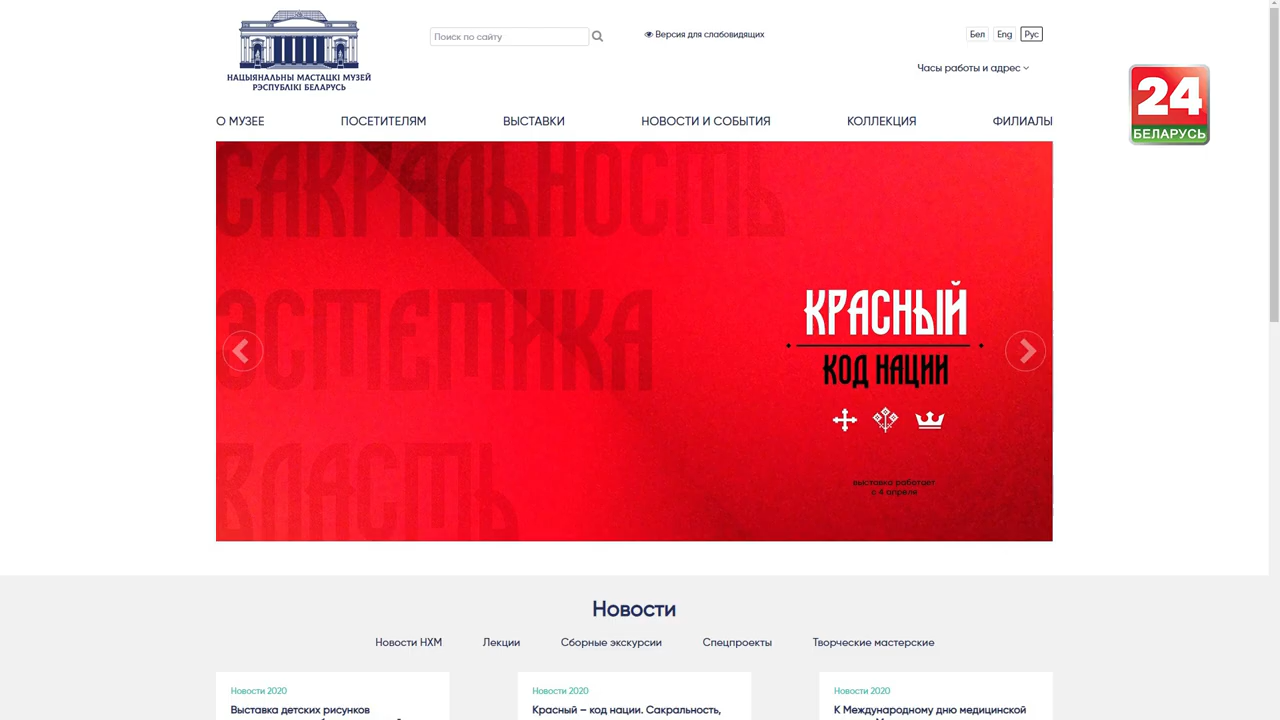 НАЦЫЯНАЛЬНЫ МАСТАЦКІ МУЗЕЙ
РЭСПУБЛІКІ БЕЛАРУСЬ
Поиск по сайту
Версия для слабовидящих
Бел Eng Рус
Часы работы и адрес
24
БЕЛАРУСЬ
О МУЗЕЕ ПОСЕТИТЕЛЯМ ВЫСТАВКИ НОВОСТИ И СОБЫТИЯ КОЛЛЕКЦИЯ ФИЛИАЛЫ
САКРАЛЬНОСТЬ
ЭСТЕТИКА
ВЛАСТЬ
КРАСНЫЙ
КОД НАЦИИ
выставка работает
с 4 апреля
Новости
Новости НХМ Лекции Сборные экскурсии Спецпроекты Творческие мастерские
Новости 2020
Выставка детских рисунков
Новости 2020
Красный – код нации. Сакральность,
Новости 2020
К Международному дню медицинской